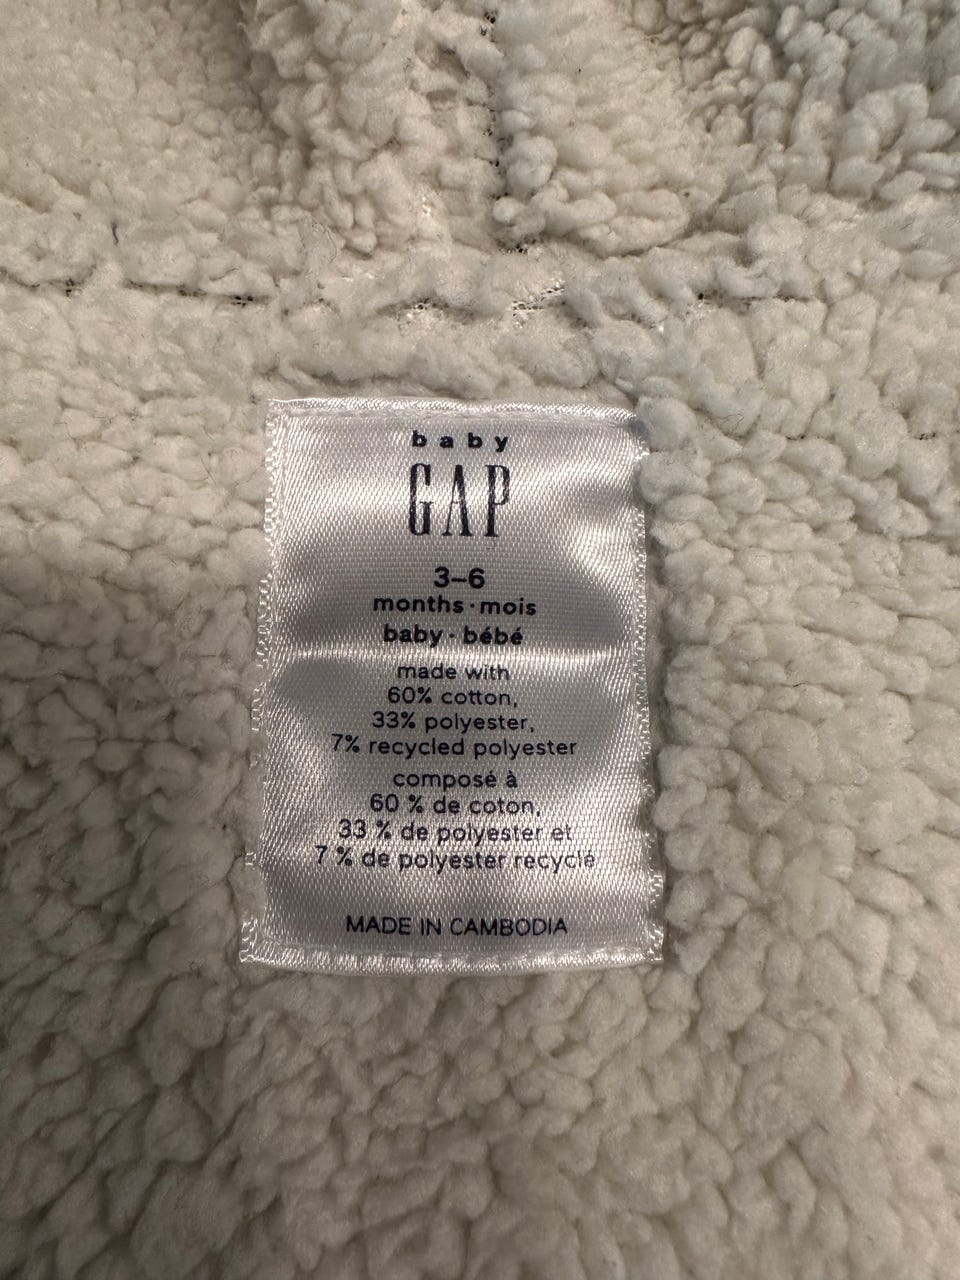 baby
GAP
3–6
months · mois
baby · bébé
made with
60% cotton,
33% polyester,
7% recycled polyester
composé à
60 % de coton,
33 % de polyester et
7 % de polyester recyclé
MADE IN CAMBODIA